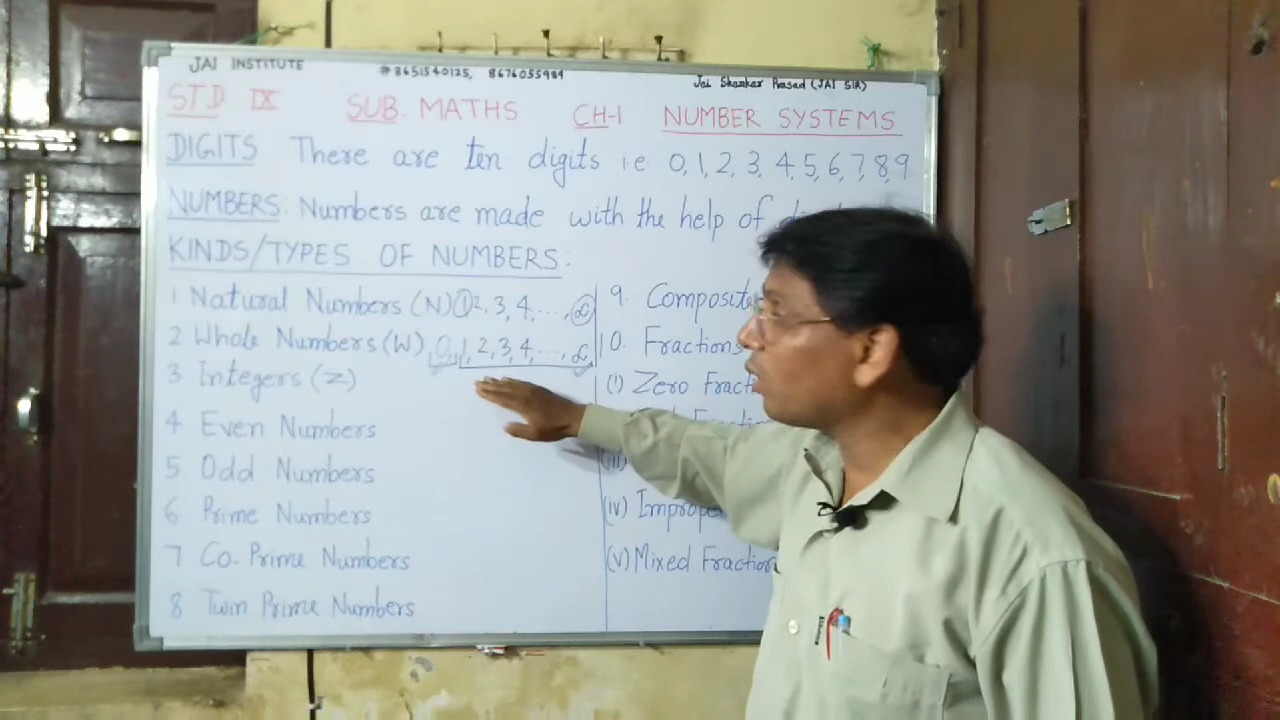 JAI INSTITUTE #8651540125, 8676055989 Jai Shankar Prasad (JAI SIR)
STD IX SUB. MATHS CH-1 NUMBER SYSTEMS
DIGITS There are ten digits i.e 0, 1, 2, 3, 4, 5, 6, 7, 8, 9
NUMBERS: Numbers are made with the help of
KINDS/TYPES OF NUMBERS:
1 Natural Numbers (N) 1 2, 3, 4, ..., ∞
2 Whole Numbers (W) 0, 1, 2, 3, 4, ..., ∞
3 Integers (Z)
4 Even Numbers
5 Odd Numbers
6 Prime Numbers
7 Co-Prime Numbers
8 Twin Prime Numbers
9. Composite
10. Fractions
(i) Zero
(iii)
(iv)
(v) Mixed Fraction